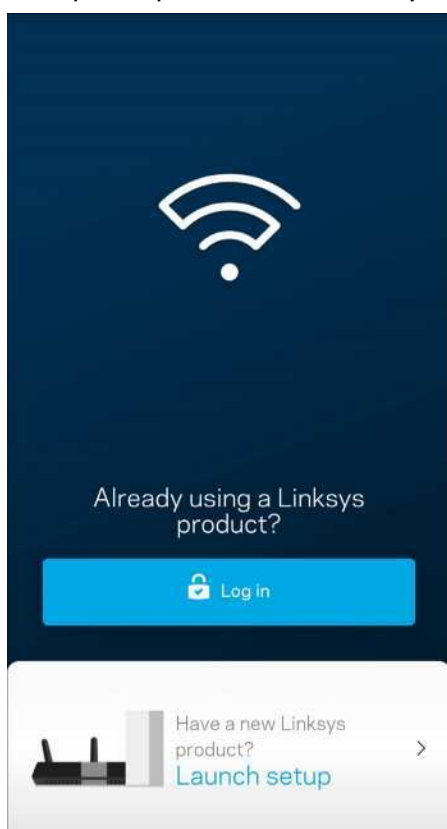 Already using a Linksys
product?
Log in
Have a new Linksys
product?
Launch setup